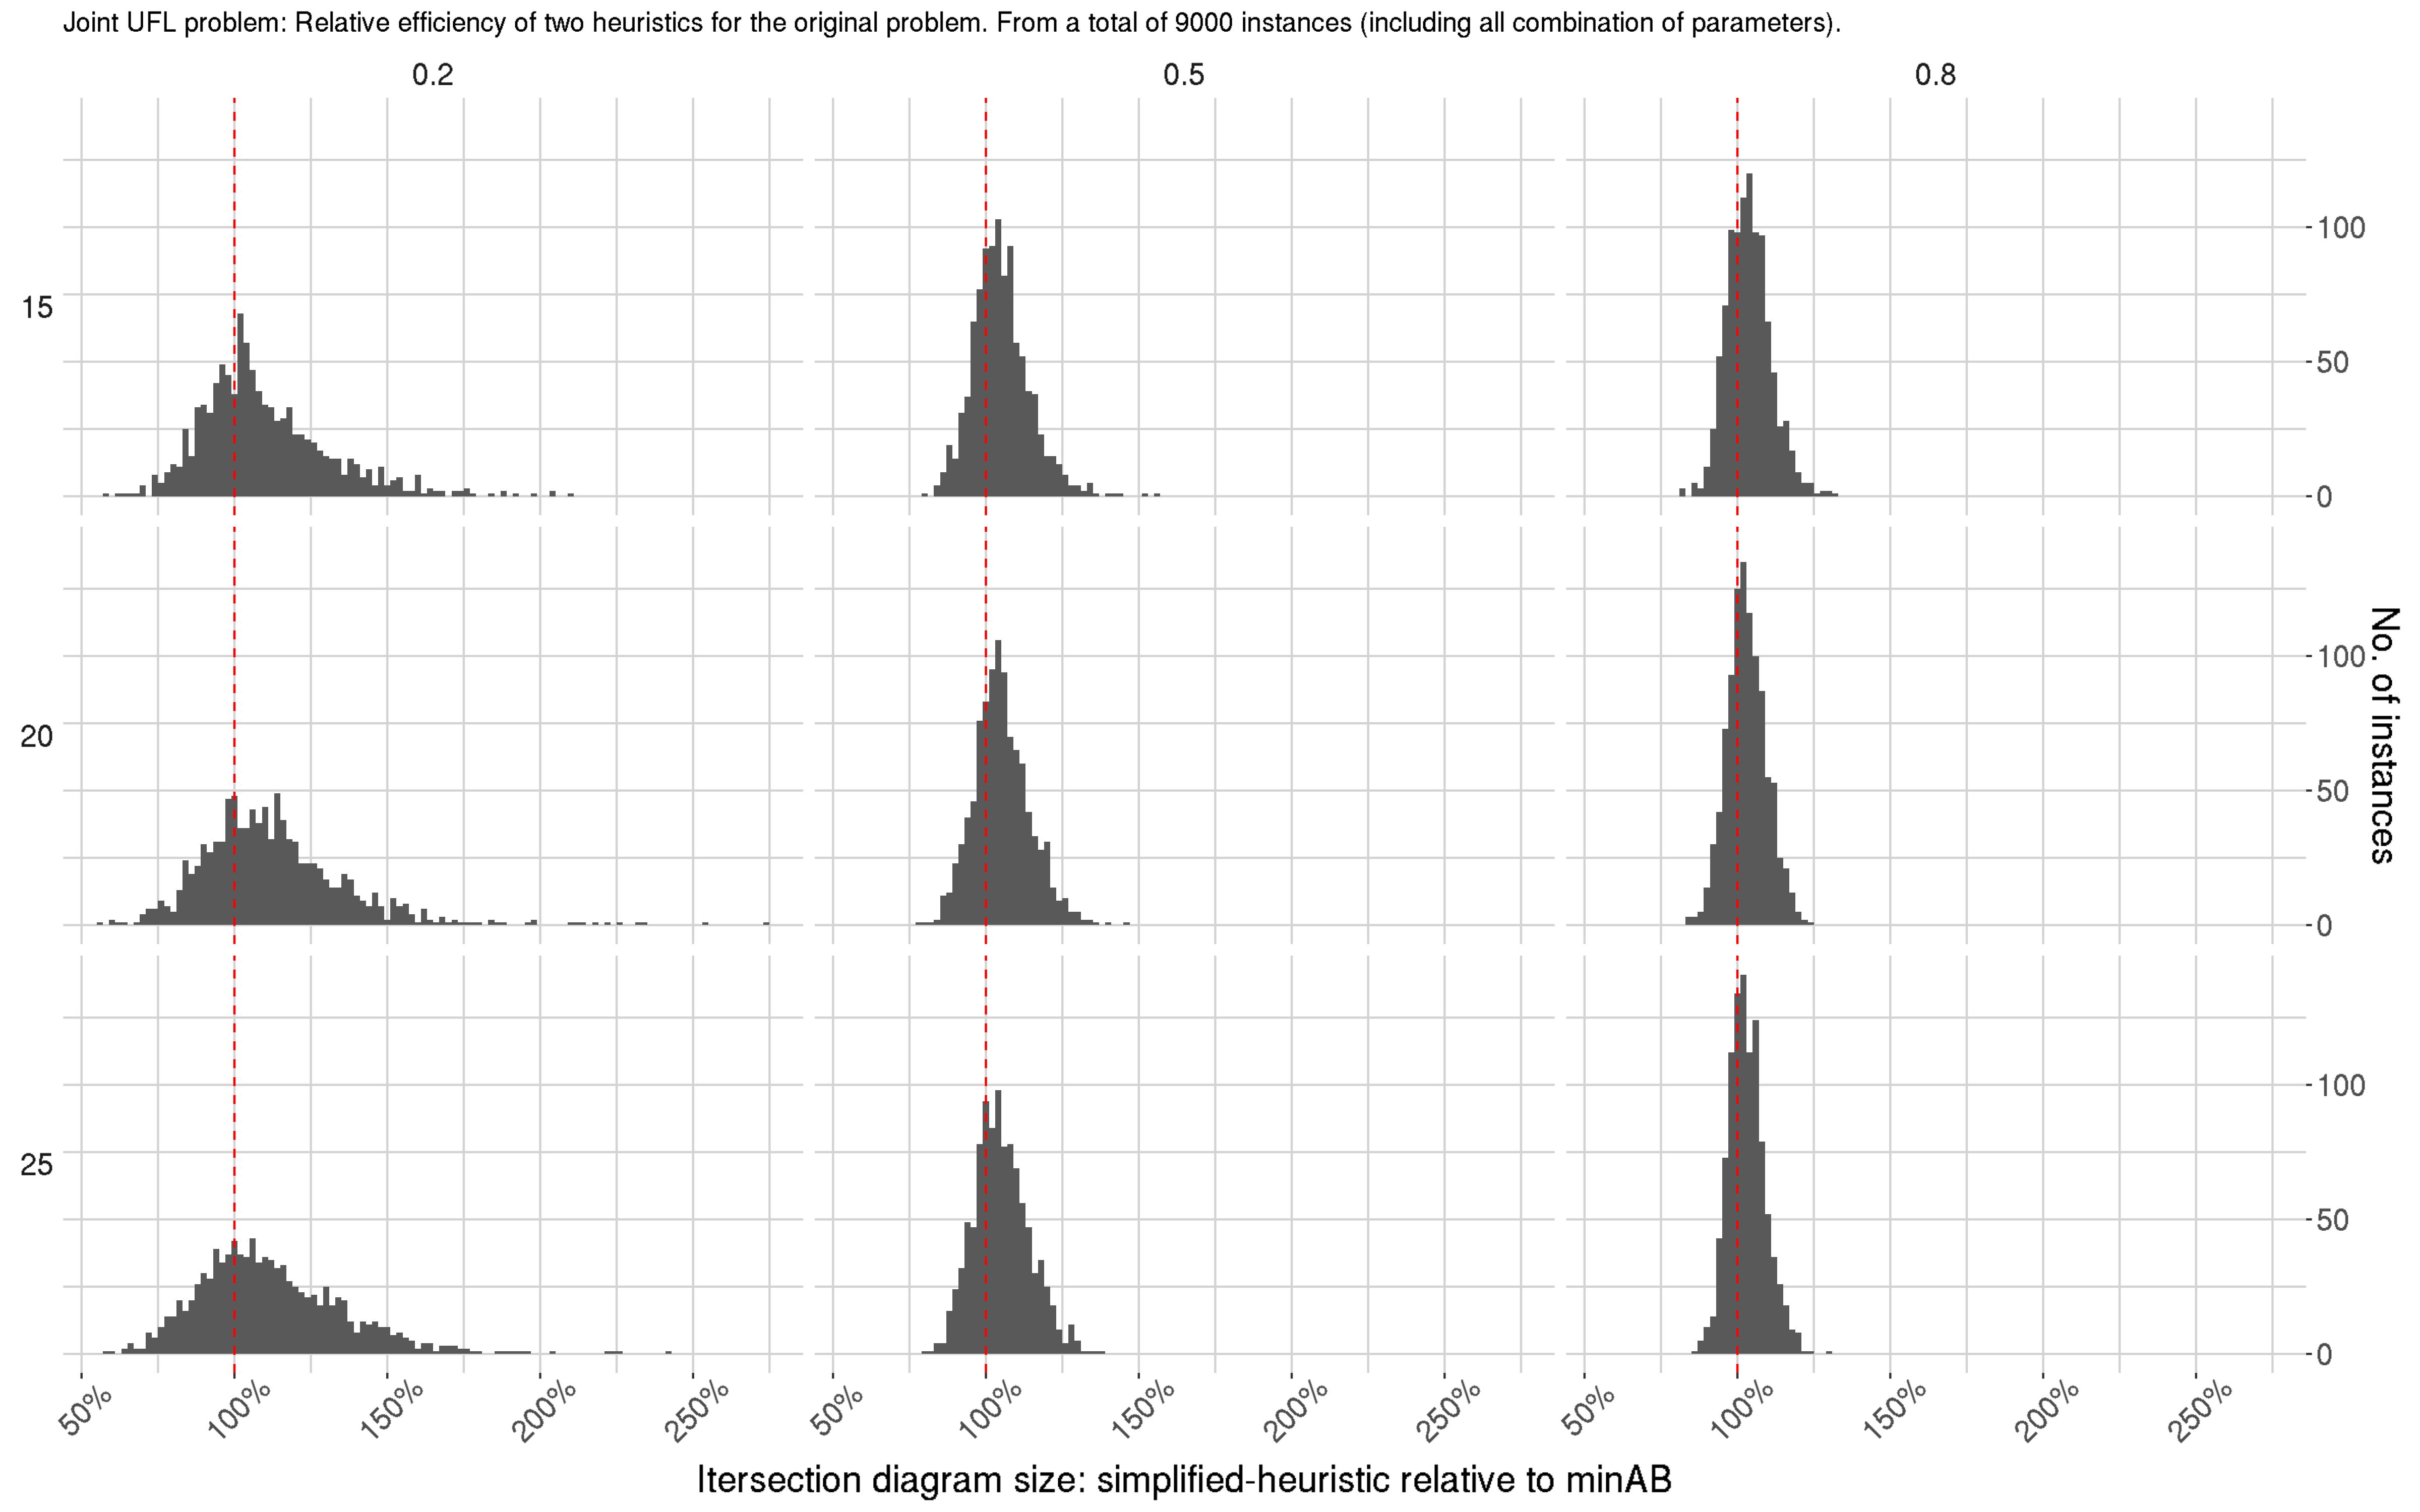 Joint UFL problem: Relative efficiency of two heuristics for the original problem. From a total of 9000 instances (including all combination of parameters).
0.2 0.5 0.8
15
100
50
0
20
100
50
0
25
100
50
0
No. of instances
50% 100% 150% 200% 250% 50% 100% 150% 200% 250% 50% 100% 150% 200% 250%
Itersection diagram size: simplified-heuristic relative to minAB